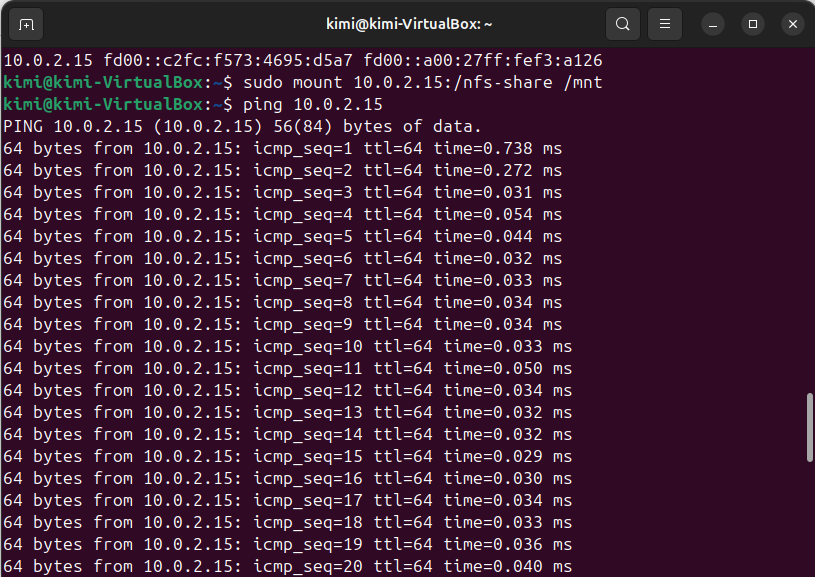 kimi@kimi-VirtualBox: ~
10.0.2.15 fd00::c2fc:f573:4695:d5a7 fd00::a00:27ff:fef3:a126
kimi@kimi-VirtualBox:~$ sudo mount 10.0.2.15:/nfs-share /mnt
kimi@kimi-VirtualBox:~$ ping 10.0.2.15
PING 10.0.2.15 (10.0.2.15) 56(84) bytes of data.
64 bytes from 10.0.2.15: icmp_seq=1 ttl=64 time=0.738 ms
64 bytes from 10.0.2.15: icmp_seq=2 ttl=64 time=0.272 ms
64 bytes from 10.0.2.15: icmp_seq=3 ttl=64 time=0.031 ms
64 bytes from 10.0.2.15: icmp_seq=4 ttl=64 time=0.054 ms
64 bytes from 10.0.2.15: icmp_seq=5 ttl=64 time=0.044 ms
64 bytes from 10.0.2.15: icmp_seq=6 ttl=64 time=0.032 ms
64 bytes from 10.0.2.15: icmp_seq=7 ttl=64 time=0.033 ms
64 bytes from 10.0.2.15: icmp_seq=8 ttl=64 time=0.034 ms
64 bytes from 10.0.2.15: icmp_seq=9 ttl=64 time=0.034 ms
64 bytes from 10.0.2.15: icmp_seq=10 ttl=64 time=0.033 ms
64 bytes from 10.0.2.15: icmp_seq=11 ttl=64 time=0.050 ms
64 bytes from 10.0.2.15: icmp_seq=12 ttl=64 time=0.034 ms
64 bytes from 10.0.2.15: icmp_seq=13 ttl=64 time=0.032 ms
64 bytes from 10.0.2.15: icmp_seq=14 ttl=64 time=0.032 ms
64 bytes from 10.0.2.15: icmp_seq=15 ttl=64 time=0.029 ms
64 bytes from 10.0.2.15: icmp_seq=16 ttl=64 time=0.030 ms
64 bytes from 10.0.2.15: icmp_seq=17 ttl=64 time=0.034 ms
64 bytes from 10.0.2.15: icmp_seq=18 ttl=64 time=0.033 ms
64 bytes from 10.0.2.15: icmp_seq=19 ttl=64 time=0.036 ms
64 bytes from 10.0.2.15: icmp_seq=20 ttl=64 time=0.040 ms